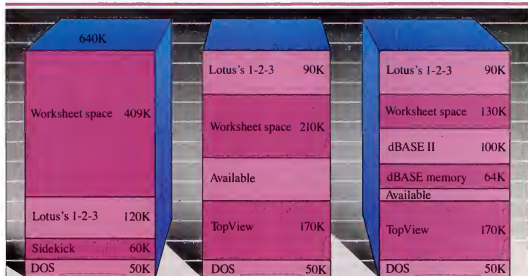 640K
Worksheet space 409K
Lotus's 1-2-3 120K
Sidekick 60K
DOS 50K
Lotus's 1-2-3 90K
Worksheet space 210K
Available
TopView 170K
DOS 50K
Lotus's 1-2-3 90K
Worksheet space 130K
dBASE II 100K
dBASE memory 64K
Available
TopView 170K
DOS 50K